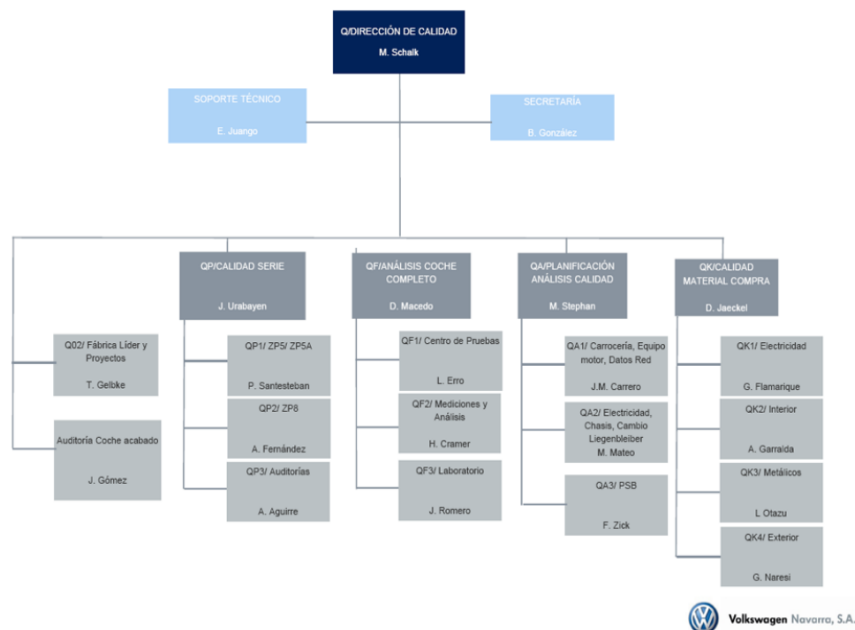 Q/DIRECCIÓN DE CALIDAD
M. Schalk
SOPORTE TÉCNICO
E. Juango
SECRETARÍA
B. González
Q02/ Fábrica Líder y
Proyectos
T. Gelbke
Auditoría Coche acabado
J. Gómez
QP/CALIDAD SERIE
J. Urabayen
QP1/ ZP5/ ZP5A
P. Santesteban
QP2/ ZP8
A. Fernández
QP3/ Auditorías
A. Aguirre
QF/ANÁLISIS COCHE
COMPLETO
D. Macedo
QF1/ Centro de Pruebas
L. Erro
QF2/ Mediciones y
Análisis
H. Cramer
QF3/ Laboratorio
J. Romero
QA/PLANIFICACIÓN
ANÁLISIS CALIDAD
M. Stephan
QA1/ Carrocería, Equipo
motor, Datos Red
J.M. Carrero
QA2/ Electricidad,
Chasis, Cambio
Liegenbleiber
M. Mateo
QA3/ PSB
F. Zick
QK/CALIDAD
MATERIAL COMPRA
D. Jaeckel
QK1/ Electricidad
G. Flamarique
QK2/ Interior
A. Garralda
QK3/ Metálicos
I. Otazu
QK4/ Exterior
G. Naresi
Volkswagen Navarra, S.A.